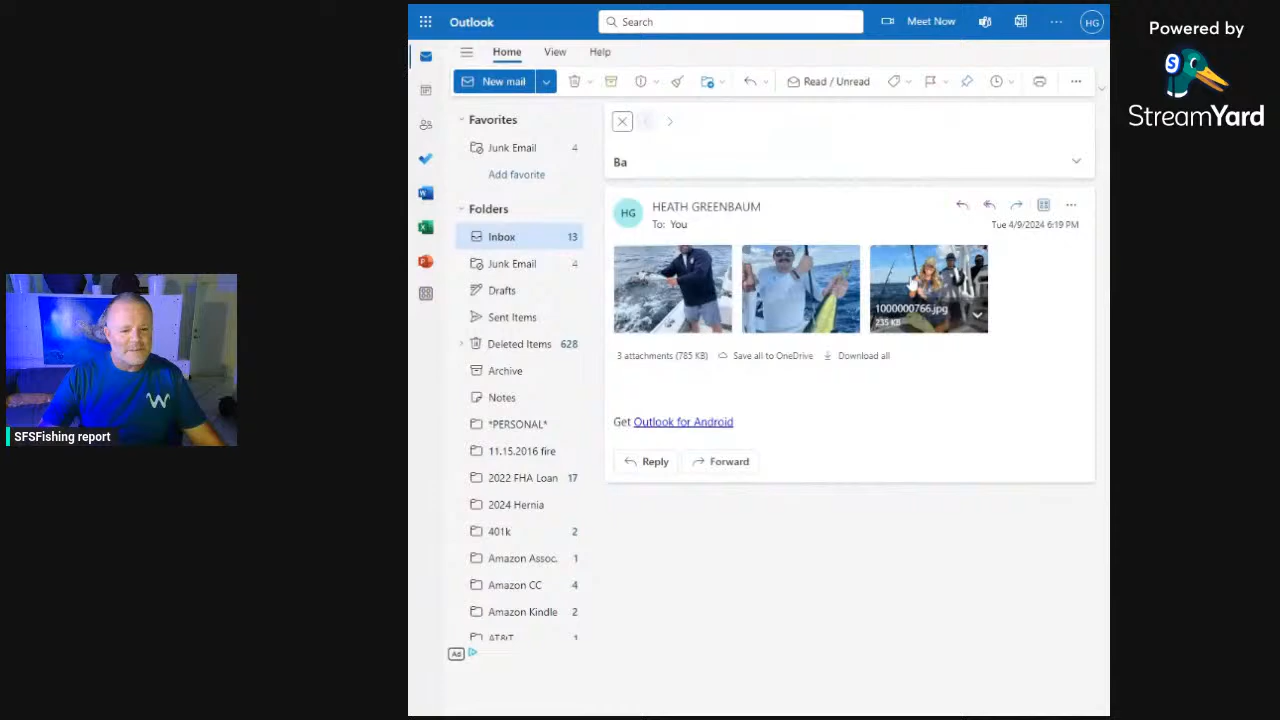 Outlook
Search
Meet Now
HG
Home
View
Help
New mail
Read / Unread
Favorites
Junk Email 4
Add favorite
Folders
Inbox 13
Junk Email 4
Drafts
Sent Items
Deleted Items 628
Archive
Notes
*PERSONAL*
11.15.2016 fire
2022 FHA Loan 17
2024 Hernia
401k 2
Amazon Assoc. 1
Amazon CC 4
Amazon Kindle 2
AT&T 1
Ad
Ba
HG
HEATH GREENBAUM
To: You
Tue 4/9/2024 6:19 PM
1000000766.jpg
235 KB
3 attachments (785 KB)
Save all to OneDrive
Download all
Get Outlook for Android
Reply
Forward
SFSFishing report
Powered by
S
StreamYard